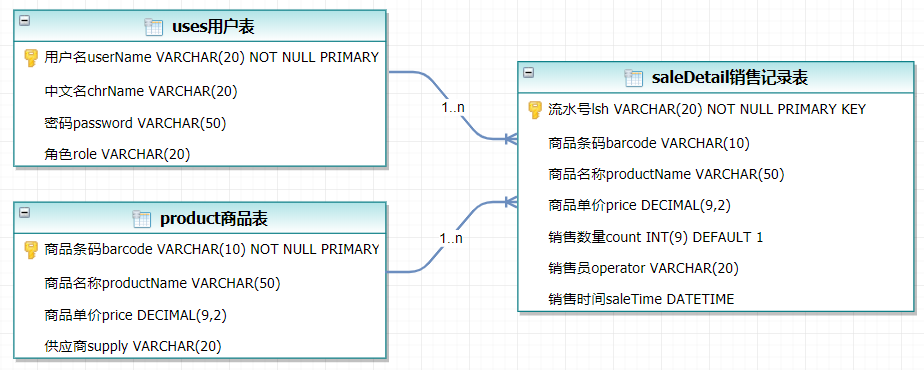 uses用户表
用户名userName VARCHAR(20) NOT NULL PRIMARY
中文名chrName VARCHAR(20)
密码password VARCHAR(50)
角色role VARCHAR(20)
1..n
product商品表
商品条码barcode VARCHAR(10) NOT NULL PRIMARY
商品名称productName VARCHAR(50)
商品单价price DECIMAL(9,2)
供应商supply VARCHAR(20)
1..n
saleDetail销售记录表
流水号lsh VARCHAR(20) NOT NULL PRIMARY KEY
商品条码barcode VARCHAR(10)
商品名称productName VARCHAR(50)
商品单价price DECIMAL(9,2)
销售数量count INT(9) DEFAULT 1
销售员operator VARCHAR(20)
销售时间saleTime DATETIME